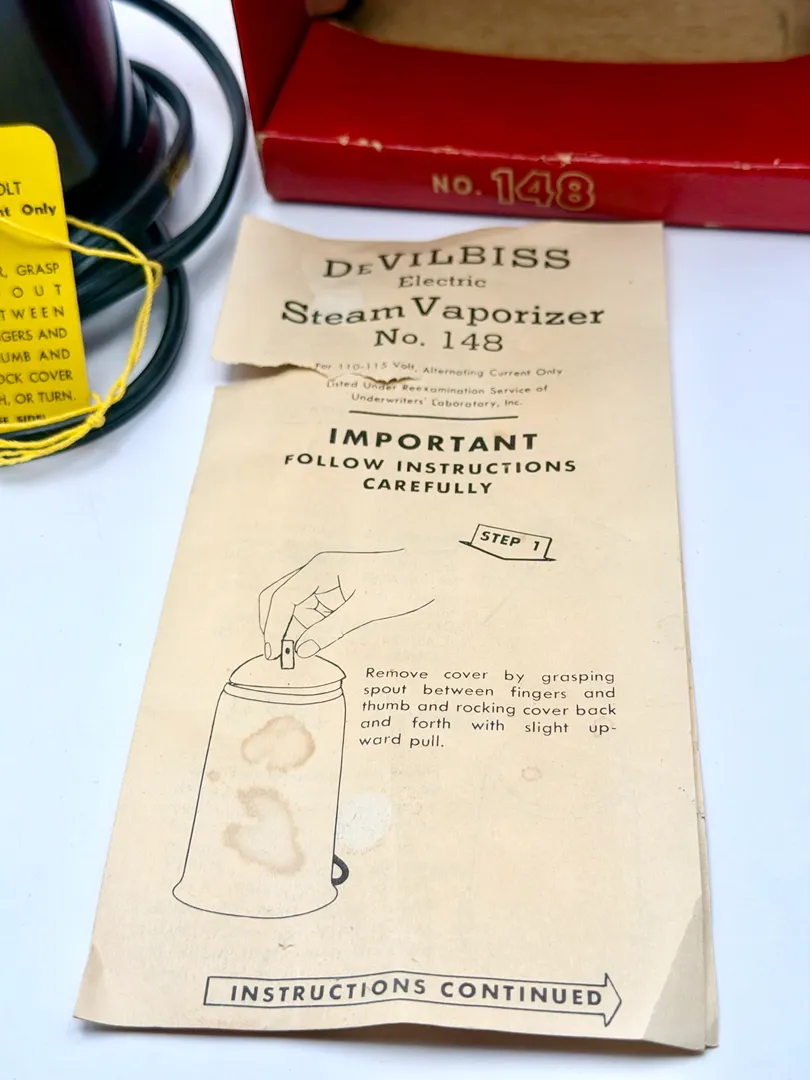 NO. 148
DeVILBISS
Electric
Steam Vaporizer
No. 148
For 110-115 Volt, Alternating Current Only
Listed Under Reexamination Service of
Underwriters' Laboratory, Inc.
IMPORTANT
FOLLOW INSTRUCTIONS
CAREFULLY
STEP 1
Remove cover by grasping
spout between fingers and
thumb and rocking cover back
and forth with slight up-
ward pull.
INSTRUCTIONS CONTINUED
OLT
nt Only
R, GRASP
OUT
TWEEN
GERS AND
UMB AND
OCK COVER
H, OR TURN.
SE SIDE!